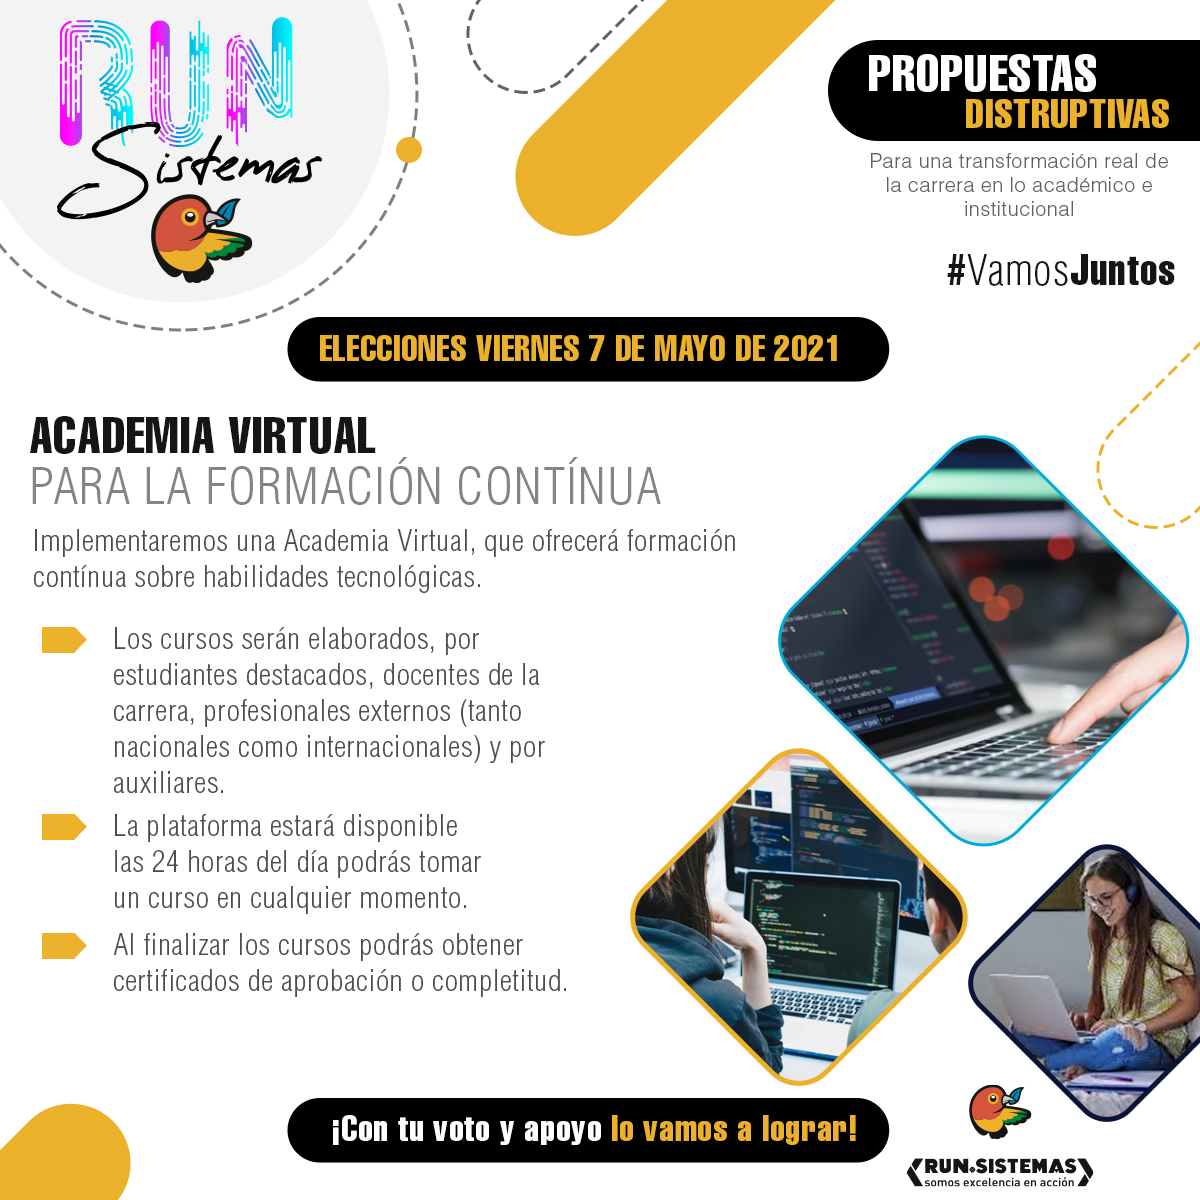 RUN
Sistemas
PROPUESTAS
DISTRUPTIVAS
Para una transformación real de
la carrera en lo académico e
institucional
#VamosJuntos
ELECCIONES VIERNES 7 DE MAYO DE 2021
ACADEMIA VIRTUAL
PARA LA FORMACIÓN CONTÍNUA
Implementaremos una Academia Virtual, que ofrecerá formación
contínua sobre habilidades tecnológicas.
Los cursos serán elaborados, por
estudiantes destacados, docentes de la
carrera, profesionales externos (tanto
nacionales como internacionales) y por
auxiliares.
La plataforma estará disponible
las 24 horas del día podrás tomar
un curso en cualquier momento.
Al finalizar los cursos podrás obtener
certificados de aprobación o completitud.
¡Con tu voto y apoyo lo vamos a lograr!
RUN SISTEMAS
somos excelencia en acción